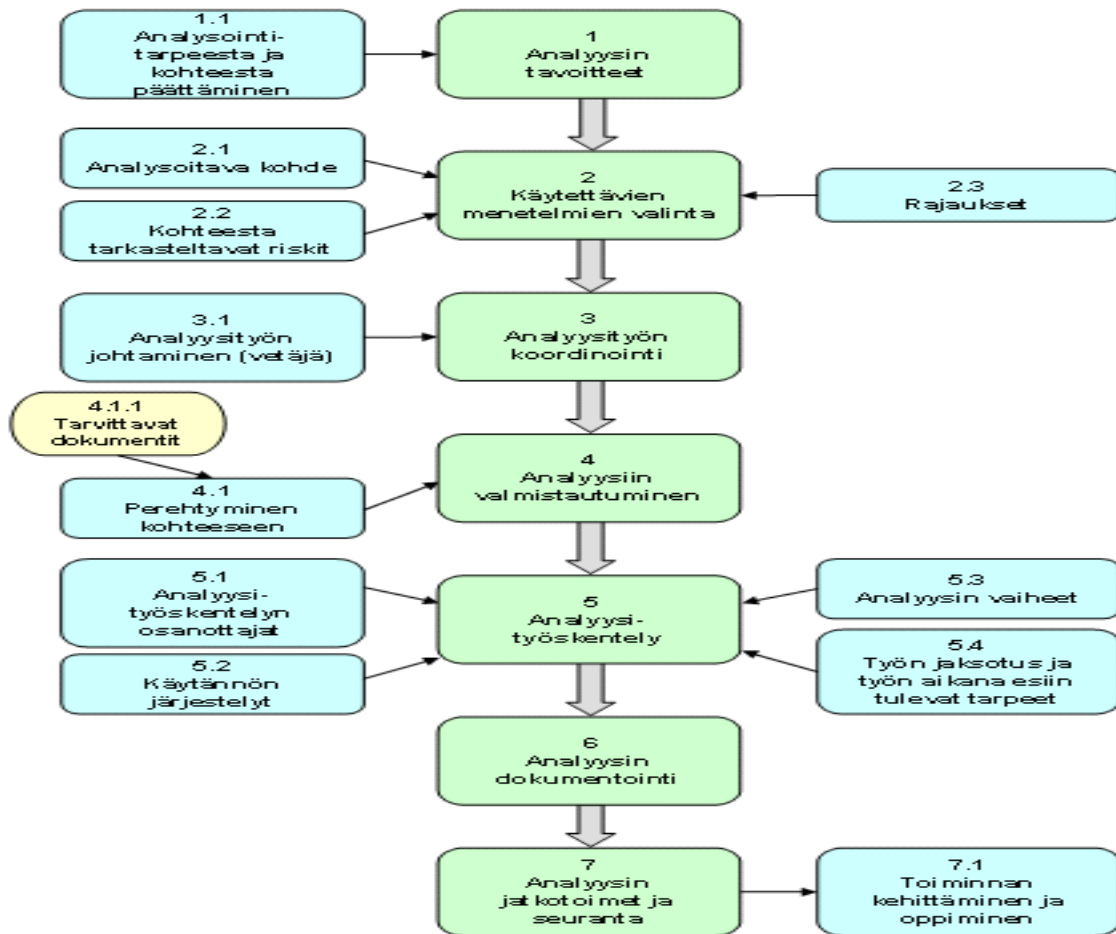 1.1
Analysointi-
tarpeesta ja
kohteesta
päättäminen
1
Analyysin
tavoitteet
2.1
Analysoitava kohde
2.2
Kohteesta
tarkasteltavat riskit
2
Käytettävien
menetelmien valinta
2.3
Rajaukset
3.1
Analyysityön
johtaminen (vetäjä)
3
Analyysityön
koordinointi
4.1.1
Tarvittavat
dokumentit
4.1
Perehtyminen
kohteeseen
4
Analyysiin
valmistautuminen
5.1
Analyysi-
työskentelyn
osanottajat
5.2
Käytännön
järjestelyt
5
Analyysi-
työskentely
5.3
Analyysin vaiheet
5.4
Työn jaksotus ja
työn aikana esiin
tulevat tarpeet
6
Analyysin
dokumentointi
7
Analyysin
jatkotoimet ja
seuranta
7.1
Toiminnan
kehittäminen ja
oppiminen